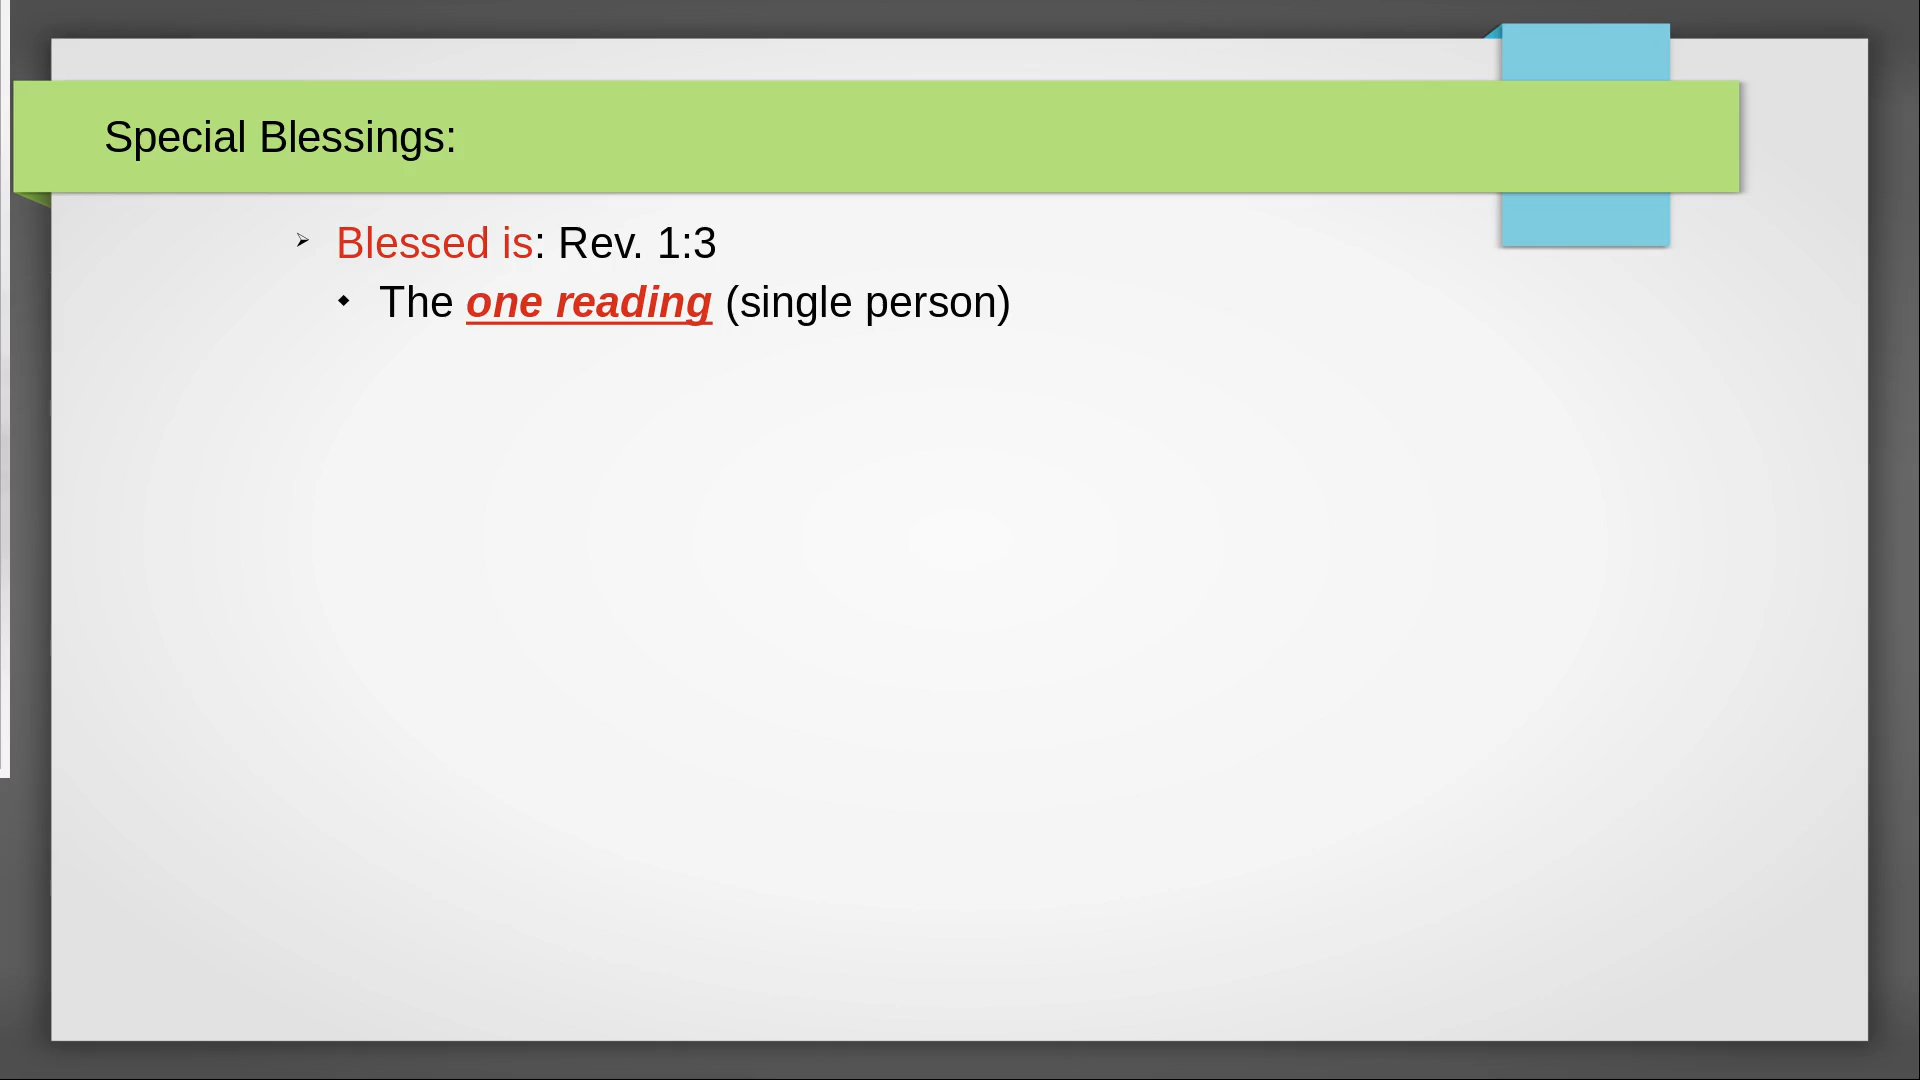 Special Blessings:
Blessed is: Rev. 1:3
The one reading (single person)